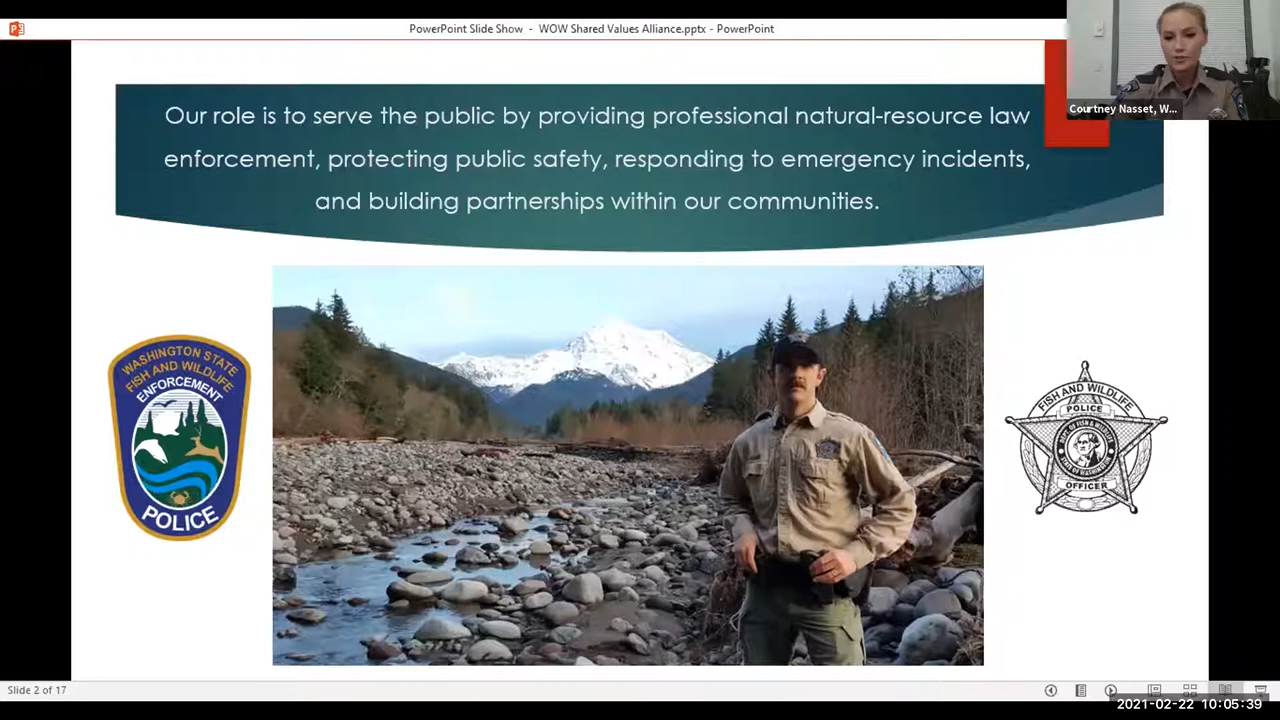 PowerPoint Slide Show - WOW Shared Values Alliance.pptx - PowerPoint
Courtney Nasset, W...
Our role is to serve the public by providing professional natural-resource law
enforcement, protecting public safety, responding to emergency incidents,
and building partnerships within our communities.
WASHINGTON STATE
FISH AND WILDLIFE
ENFORCEMENT
POLICE
FISH AND WILDLIFE
POLICE
OFFICER
Slide 2 of 17
2021-02-22 10:05:39